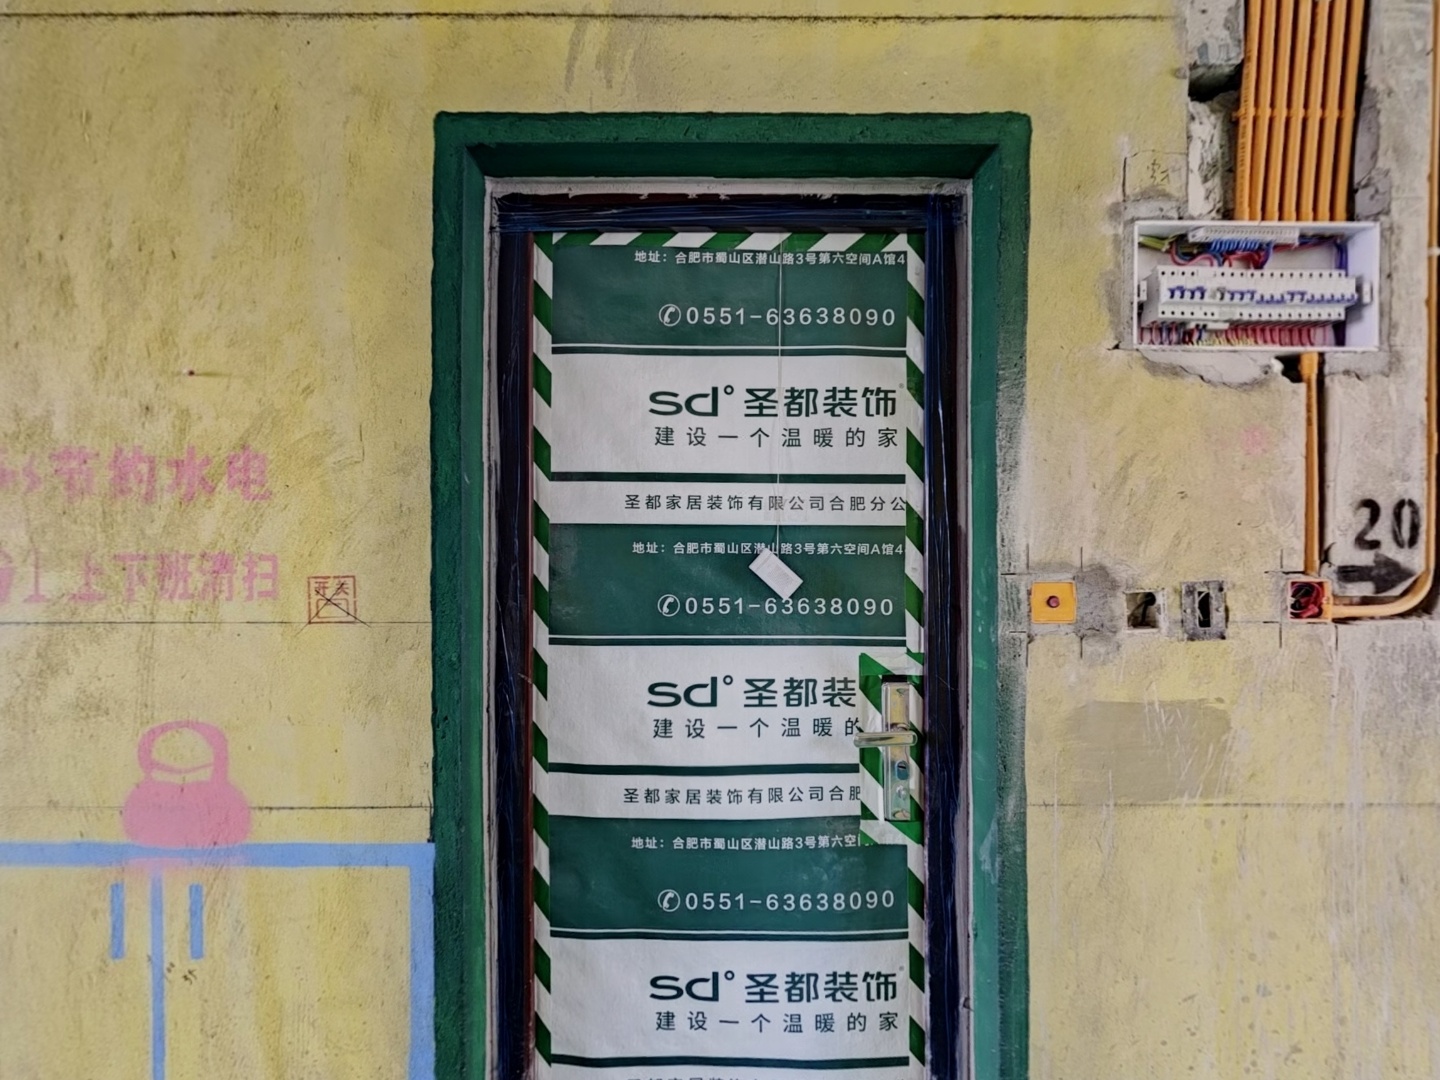 地址：合肥市蜀山区潜山路3号第六空间A馆4
0551-63638090
sd°圣都装饰
建设一个温暖的家
圣都家居装饰有限公司合肥分公
地址：合肥市蜀山区潜山路3号第六空间A馆4
0551-63638090
sd°圣都装
建设一个温暖的
圣都家居装饰有限公司合肥
地址：合肥市蜀山区潜山路3号第六空
0551-63638090
sd°圣都装饰
建设一个温暖的家
节约水电
上下班清扫
开关
20